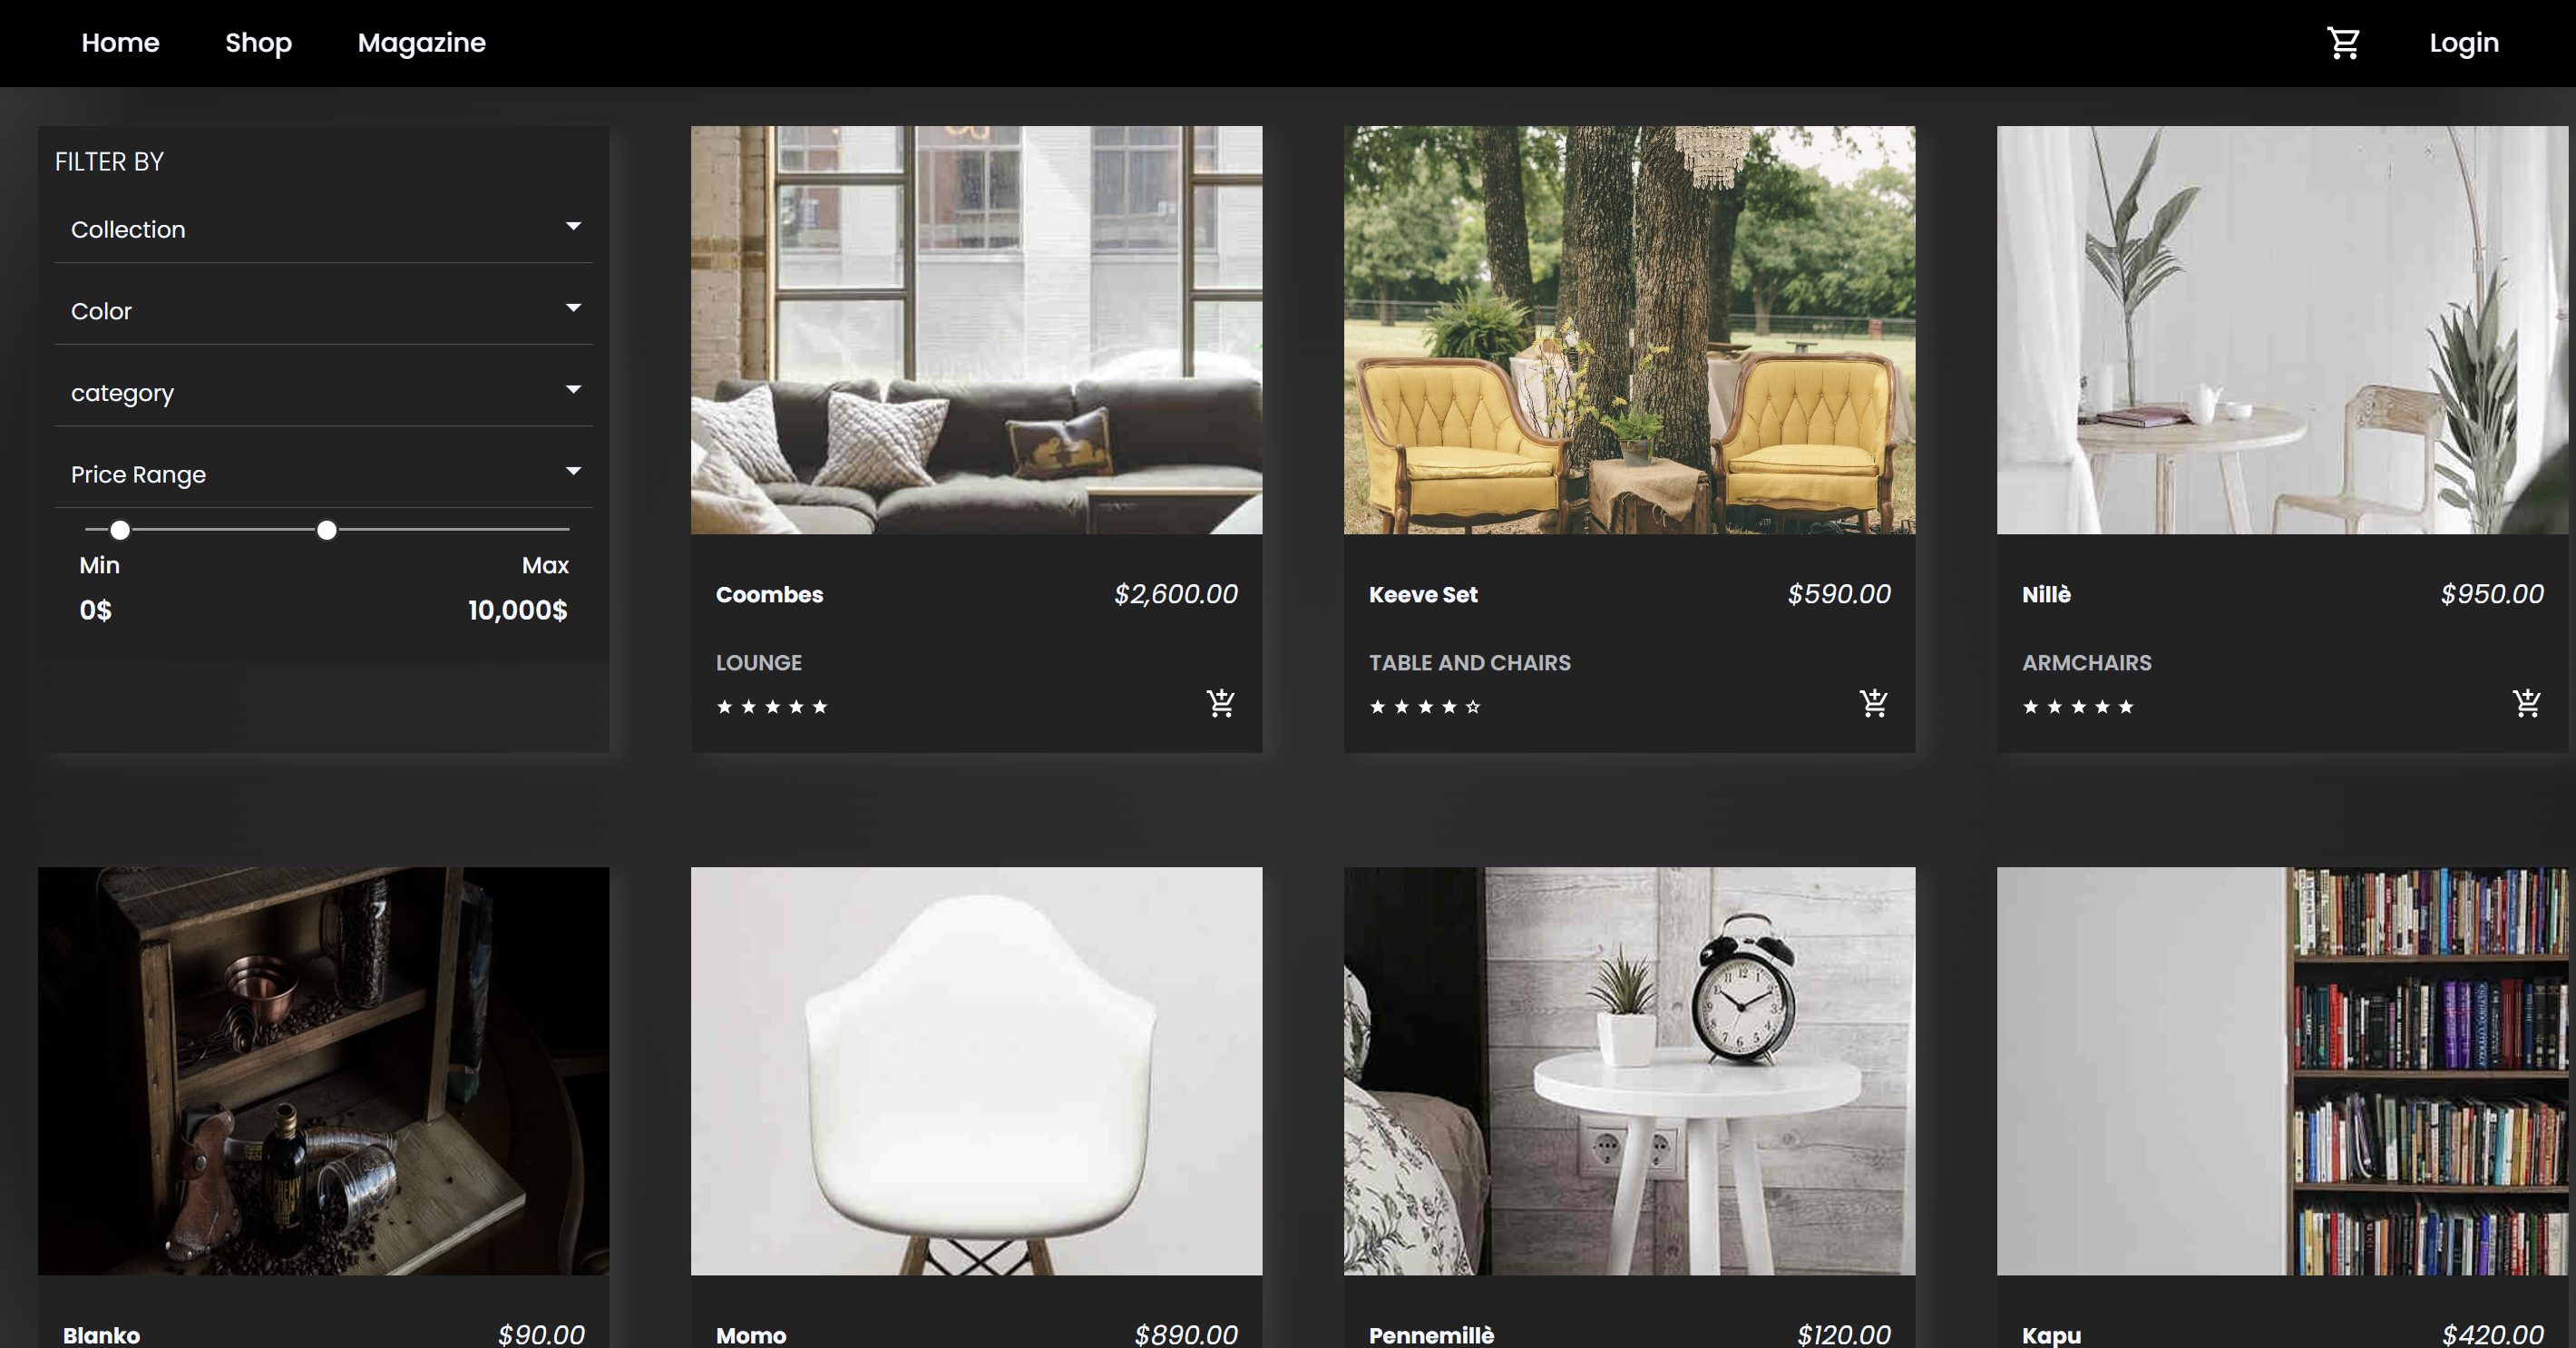 Home Shop Magazine Login
FILTER BY
Collection
Color
category
Price Range
Min Max
0$ 10,000$
Coombes $2,600.00
LOUNGE
Keeve Set $590.00
TABLE AND CHAIRS
Nillè $950.00
ARMCHAIRS
Blanko $90.00
Momo $890.00
Pennemillè $120.00
Kapu $420.00